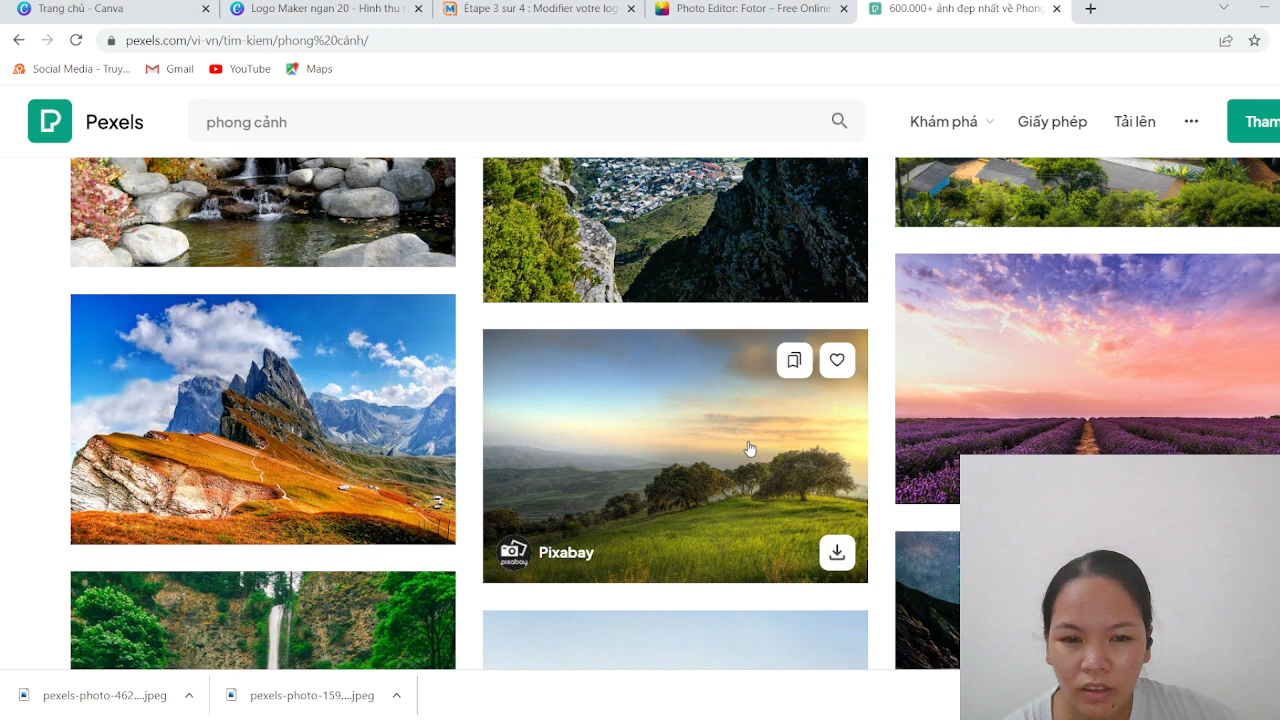 Trang chủ - Canva
Logo Maker ngan 20 - Hình thu n
Étape 3 sur 4 : Modifier votre log
Photo Editor: Fotor – Free Online
600.000+ ảnh đẹp nhất về Phong
pexels.com/vi-vn/tim-kiem/phong%20cảnh/
Social Media - Truy...
Gmail
YouTube
Maps
Pexels
phong cảnh
Khám phá
Giấy phép
Tải lên
Tham
pixabay
Pixabay
pexels-photo-462....jpeg
pexels-photo-159....jpeg